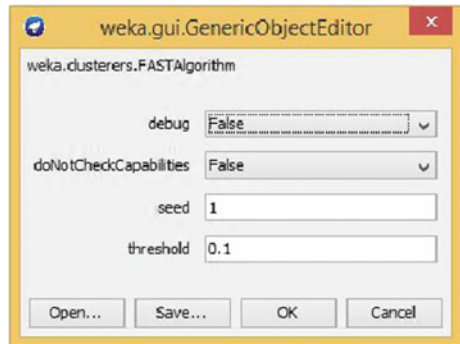 weka.gui.GenericObjectEditor
x
weka.clusterers.FASTAlgorithm
debug False
doNotCheckCapabilities False
seed 1
threshold 0.1
Open... Save... OK Cancel